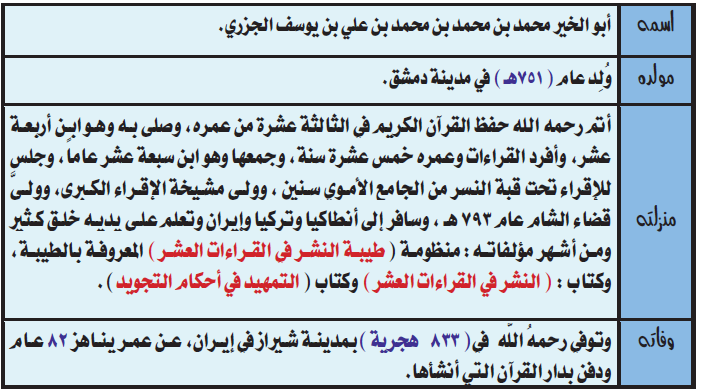 اسمه
أبو الخير محمد بن محمد بن محمد بن علي بن يوسف الجزري.
مولده
وُلِد عام ( ٧٥١هـ ) في مدينة دمشق.
منزلته
أتم رحمه الله حفظ القرآن الكريم في الثالثة عشرة من عمره، وصلى به وهو ابن أربعة
عشر، وأفرد القراءات وعمره خمس عشرة سنة ، وجمعها وهو ابن سبعة عشر عاماً ، وجلس
للإقراء تحت قبة النسر من الجامع الأموي سنين ، وولى مشيخة الإقراء الكبرى، وولىَّ
قضاء الشام عام ٧٩٣ هـ ، وسافر إلى أنطاكيا وتركيا وإيران وتعلم على يديه خلق كثير
ومن أشهر مؤلفاته : منظومة ( طيبة النشر في القراءات العشر ) المعروفة بالطيبة ،
وكتاب : ( النشر في القراءات العشر ) وكتاب ( التمهيد في أحكام التجويد ) .
وفاته
وتوفي رحمهُ اللّٰه في( ٨٣٣ هجرية )بمدينة شيراز في إيران، عن عمر يناهز ٨٢ عام
ودفن بدار القرآن التي أنشأها.